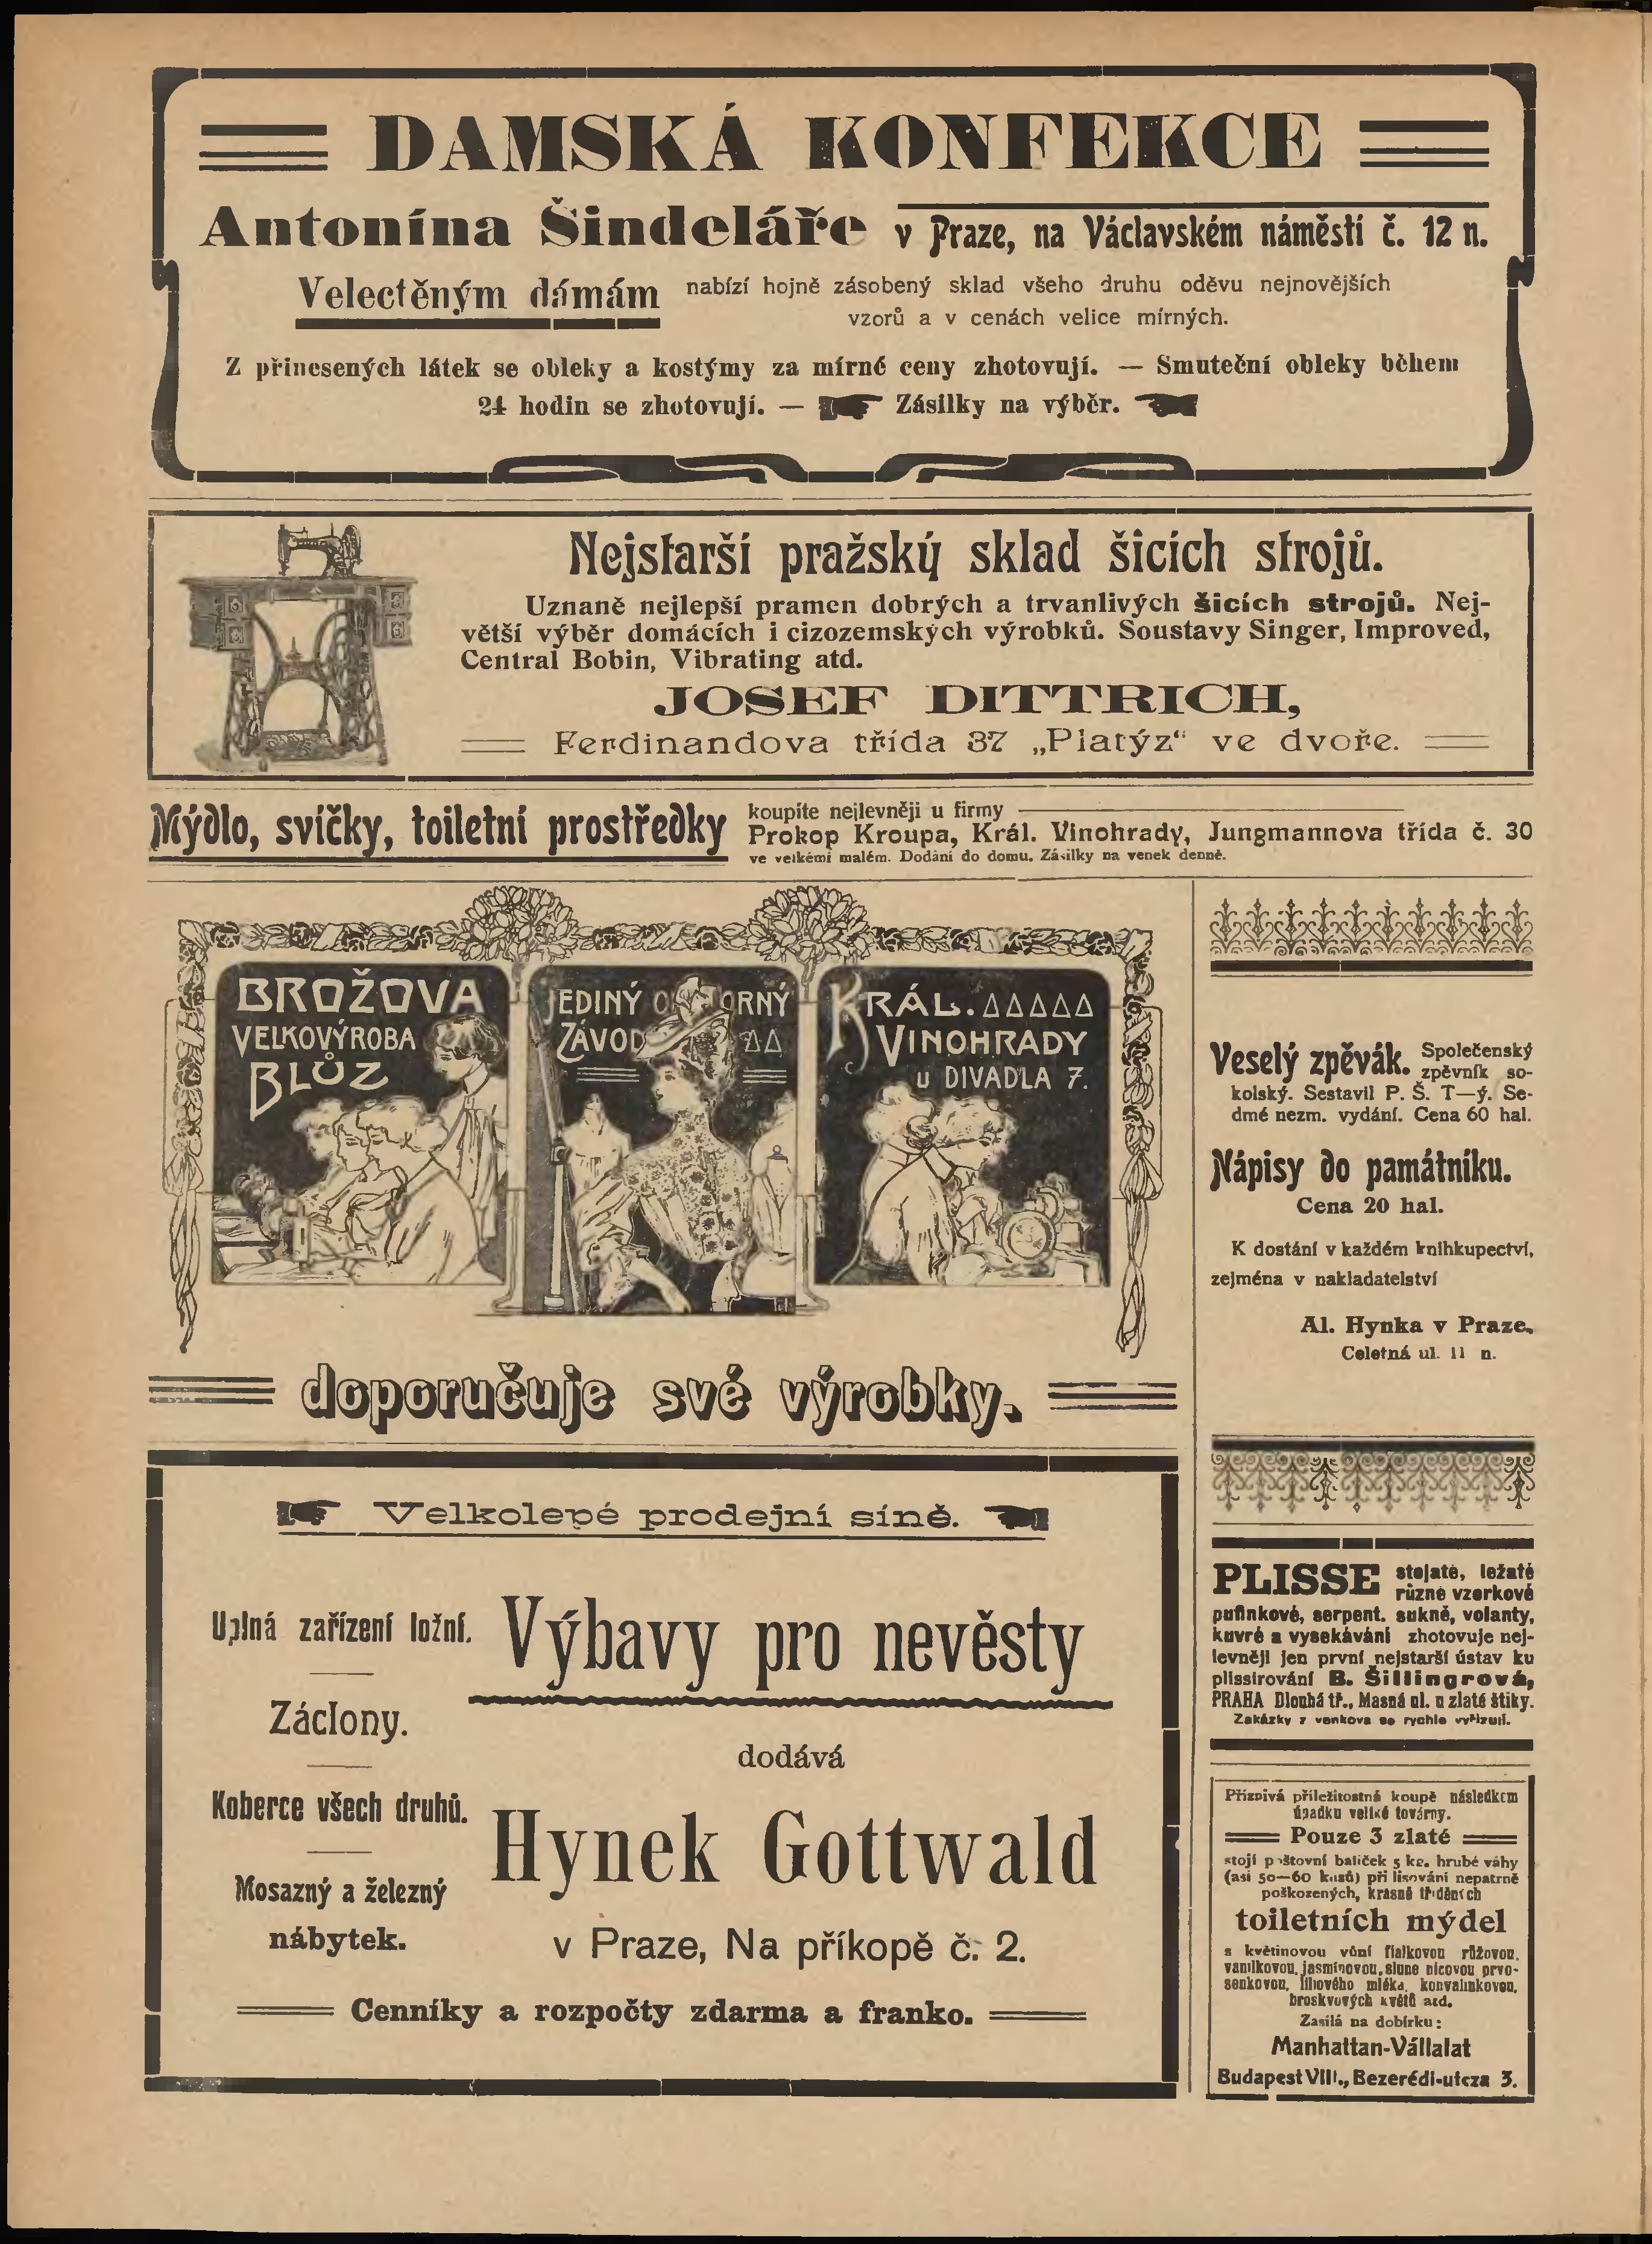 DAMSKÁ KONFEKCE
Antonína Šindeláře v Praze, na Václavském náměstí č. 12 n.
Velectěným dámám nabízí hojně zásobený sklad všeho druhu oděvu nejnovějších
vzorů a v cenách velice mírných.
Z přinesených látek se obleky a kostýmy za mírné ceny zhotovují. — Smuteční obleky během
24 hodin se zhotovují. — Zásilky na výběr.
Nejstarší pražský sklad šicích strojů.
Uznaně nejlepší pramen dobrých a trvanlivých šicích strojů. Nej-
větší výběr domácích i cizozemských výrobků. Soustavy Singer, Improved,
Central Bobin, Vibrating atd.
JOSEF DITTRICH,
Ferdinandova třída 37 „Platýz“ ve dvoře.
Mýdlo, svíčky, toiletní prostředky
koupíte nejlevněji u firmy
Prokop Kroupa, Král. Vinohrady, Jungmannova třída č. 30
ve velkém i malém. Dodání do domu. Zásilky na venek denně.
BROŽOVA
VELKOVÝROBA
BLŮZ
JEDINÝ RNÝ
ZÁVOD
KRÁL.
VINOHRADY
U DIVADLA 7.
doporučuje své výrobky.
Velkolepé prodejní síně.
Úplná zařízení ložní.
Záclony.
Koberce všech druhů.
Mosazný a železný
nábytek.
Výbavy pro nevěsty
dodává
Hynek Gottwald
v Praze, Na příkopě č. 2.
Cenníky a rozpočty zdarma a franko.
Veselý zpěvák. Společenský
zpěvník so-
kolský. Sestavil P. Š. T—ý. Se-
dmé nezm. vydání. Cena 60 hal.
Nápisy do památníku.
Cena 20 hal.
K dostání v každém knihkupectví,
zejména v nakladatelství
Al. Hynka v Praze,
Celetná ul. 11 n.
PLISSE stojaté, ležaté
různé vzorkové
pufinkové, serpent. sukně, volanty,
kuvré a vysekávání zhotovuje nej-
levněji jen první nejstarší ústav ku
plissirování B. Šillingrová,
PRAHA Dlouhá tř., Masná ul. u zlaté štiky.
Zakázky z venkova se rychle vyřizují.
Příznivá příležitostná koupě následkem
úpadku veliké továrny.
Pouze 3 zlaté
stojí poštovní balíček 5 kg. hrubé váhy
(asi 50—60 kusů) při lisování nepatrně
poškozených, krásně tříděných
toiletních mýdel
s květinovou vůní fialkovou růžovou,
vanilkovou, jasmínovou, slunečnicovou prvo-
senkovou, liliového mléka, konvalinkovou,
broskvových květů atd.
Zasílá na dobírku:
Manhattan-Vállalat
Budapest VIII., Bezerédi-utcza 3.